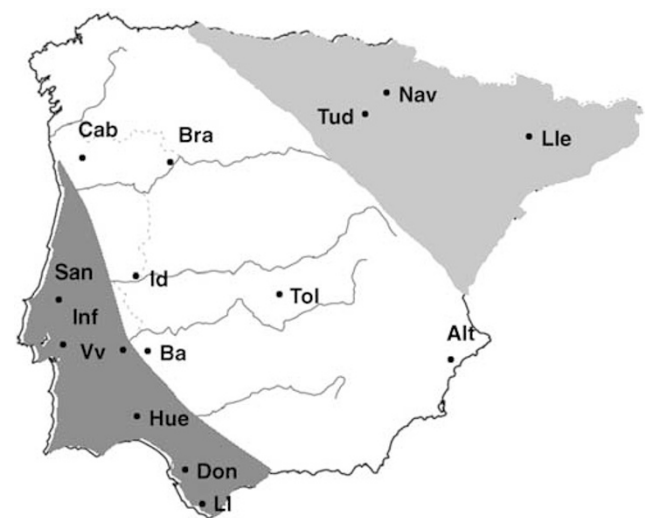 Nav
Tud
Cab
Bra
Lle
San
Id
Tol
Inf
Alt
Vv
Ba
Hue
Don
Ll